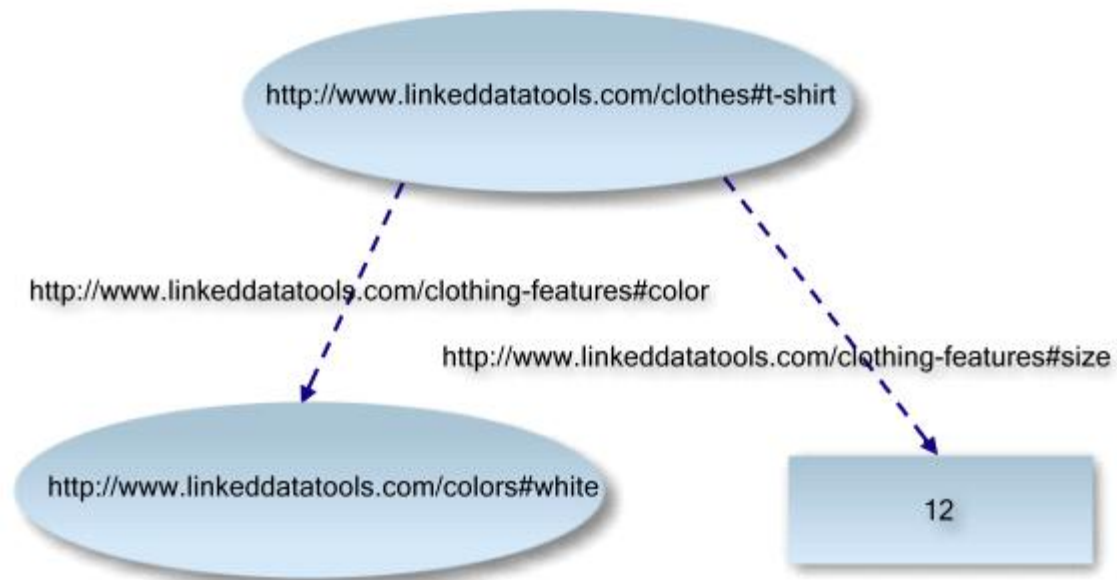 http://www.linkeddatatools.com/clothes#t-shirt
http://www.linkeddatatools.com/clothing-features#color
http://www.linkeddatatools.com/clothing-features#size
http://www.linkeddatatools.com/colors#white
12